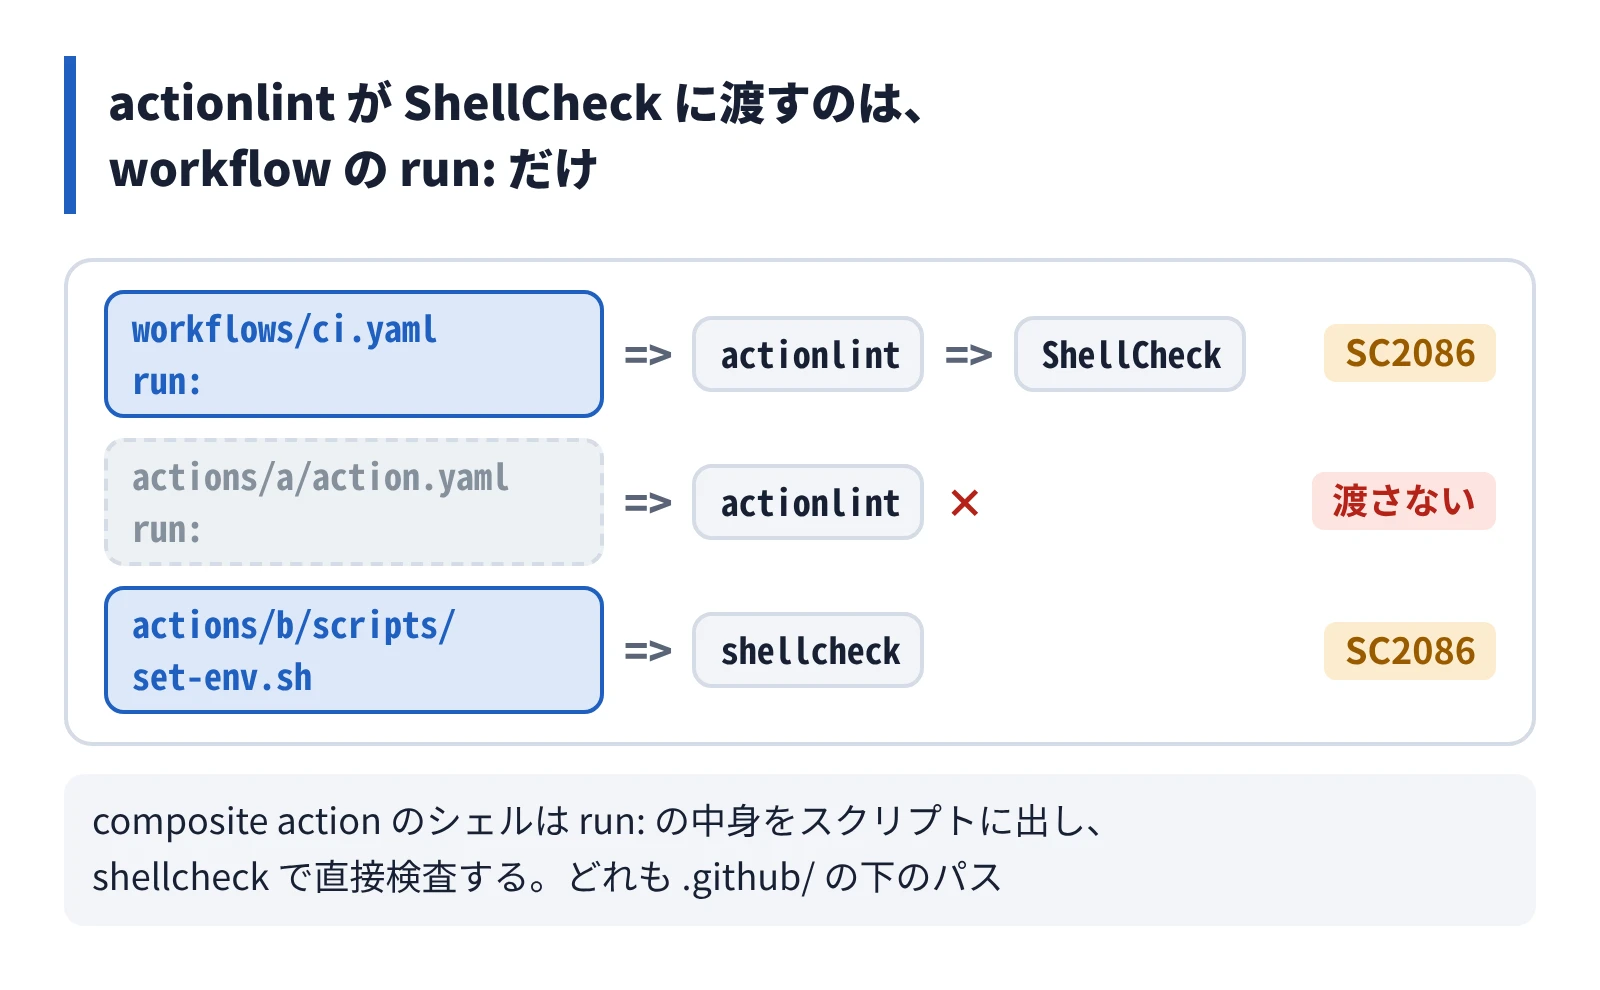 actionlint が ShellCheck に渡すのは、
workflow の run: だけ
workflows/ci.yaml
run:
=> actionlint => ShellCheck SC2086
actions/a/action.yaml
run:
=> actionlint × 渡さない
actions/b/scripts/
set-env.sh
=> shellcheck SC2086
composite action のシェルは run: の中身をスクリプトに出し、
shellcheck で直接検査する。どれも .github/ の下のパス